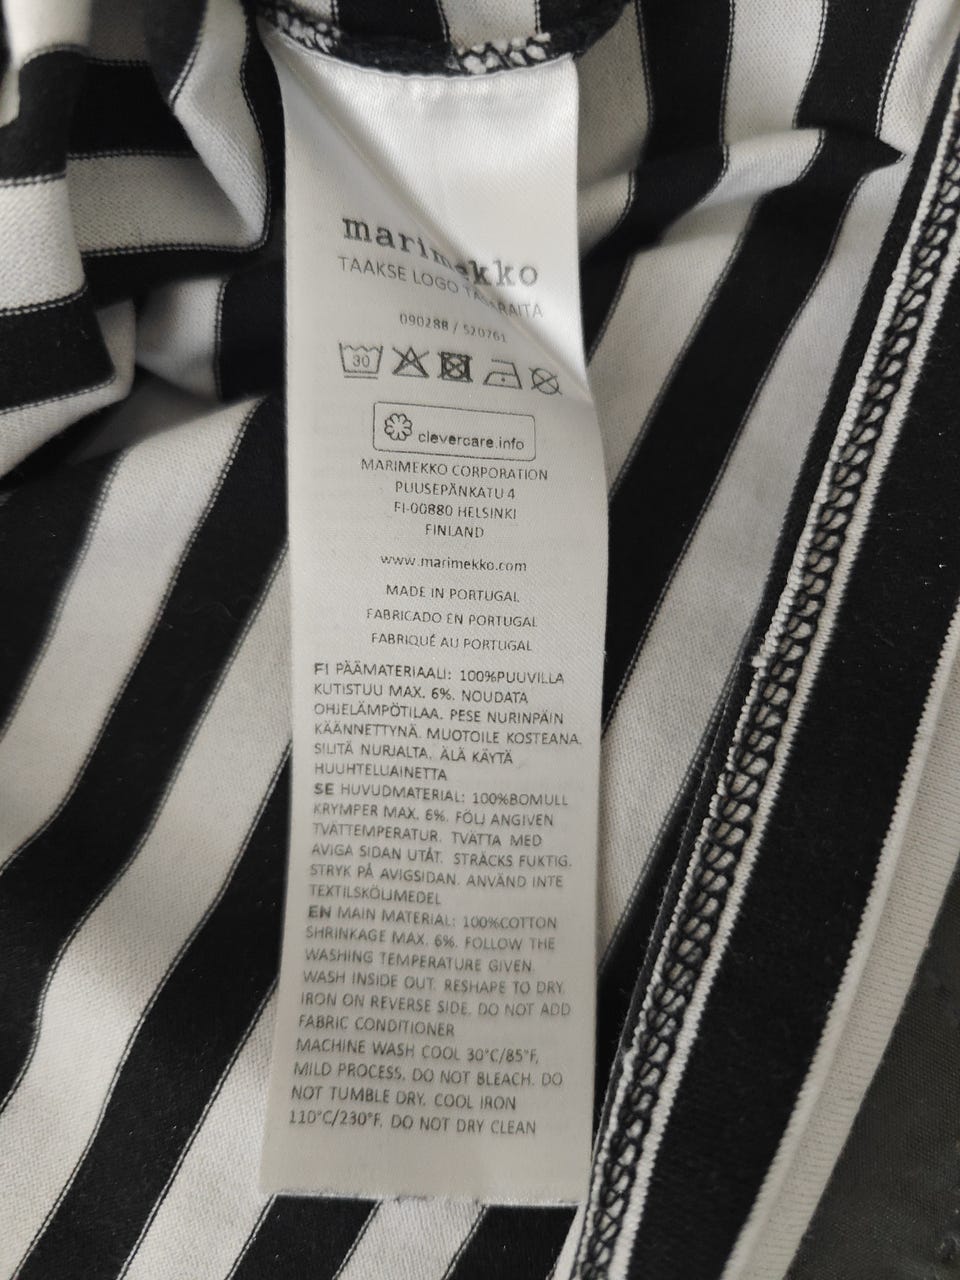 marimekko
TAAKSE LOGO TASARAITA
090288 / 520761
30
clevercare.info
MARIMEKKO CORPORATION
PUUSEPÄNKATU 4
FI-00880 HELSINKI
FINLAND
www.marimekko.com
MADE IN PORTUGAL
FABRICADO EN PORTUGAL
FABRIQUÉ AU PORTUGAL
FI PÄÄMATERIAALI: 100%PUUVILLA
KUTISTUU MAX. 6%. NOUDATA
OHJELÄMPÖTILAA. PESE NURINPÄIN
KÄÄNNETTYNÄ. MUOTOILE KOSTEANA.
SILITÄ NURJALTA. ÄLÄ KÄYTÄ
HUUHTELUAINETTA
SE HUVUDMATERIAL: 100%BOMULL
KRYMPER MAX. 6%. FÖLJ ANGIVEN
TVÄTTEMPERATUR. TVÄTTA MED
AVIGA SIDAN UTÅT. STRÄCKS FUKTIG.
STRYK PÅ AVIGSIDAN. ANVÄND INTE
TEXTILSKÖLJMEDEL
EN MAIN MATERIAL: 100%COTTON
SHRINKAGE MAX. 6%. FOLLOW THE
WASHING TEMPERATURE GIVEN.
WASH INSIDE OUT. RESHAPE TO DRY.
IRON ON REVERSE SIDE. DO NOT ADD
FABRIC CONDITIONER
MACHINE WASH COOL 30°C/85°F,
MILD PROCESS. DO NOT BLEACH. DO
NOT TUMBLE DRY. COOL IRON
110°C/230°F. DO NOT DRY CLEAN